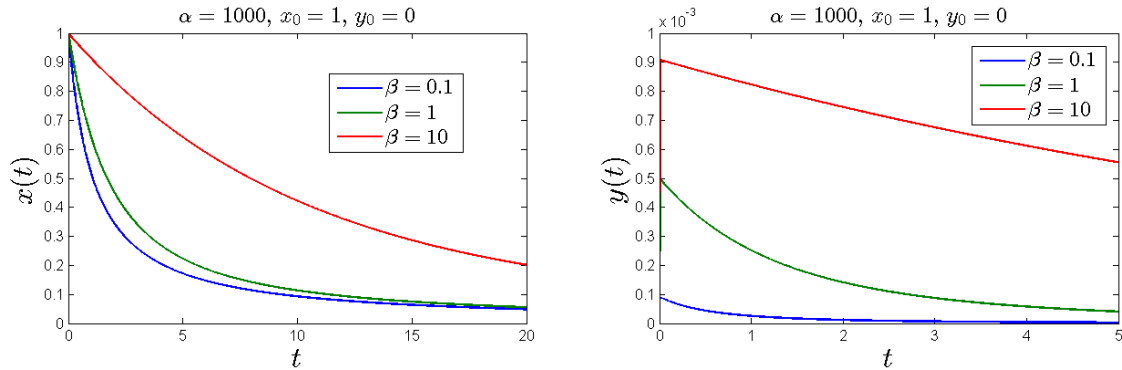 α = 1000, x₀ = 1, y₀ = 0
1
0.9
0.8
0.7
0.6
0.5
0.4
0.3
0.2
0.1
0
x(t)
β = 0.1
β = 1
β = 10
0 5 10 15 20
t
α = 1000, x₀ = 1, y₀ = 0
x 10⁻³
1
0.9
0.8
0.7
0.6
0.5
0.4
0.3
0.2
0.1
0
y(t)
β = 0.1
β = 1
β = 10
0 1 2 3 4 5
t